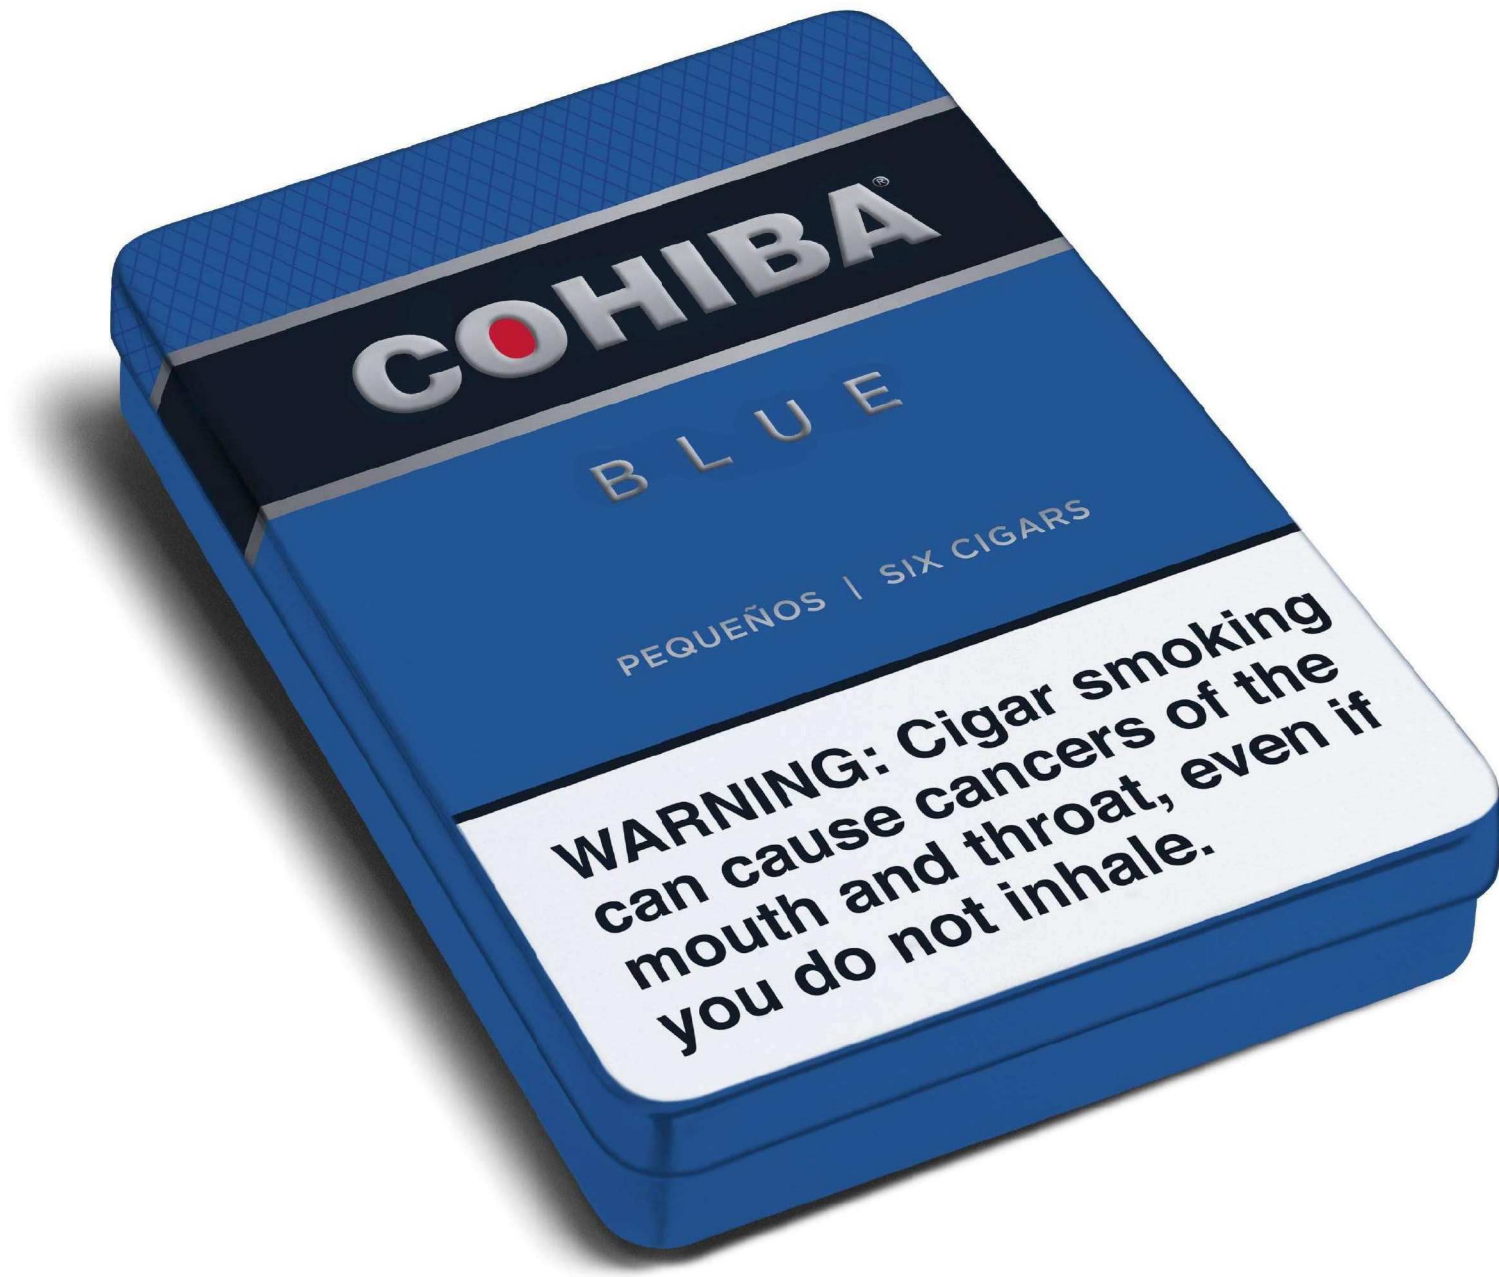 COHIBA®
BLUE
PEQUEÑOS | SIX CIGARS
WARNING: Cigar smoking
can cause cancers of the
mouth and throat, even if
you do not inhale.